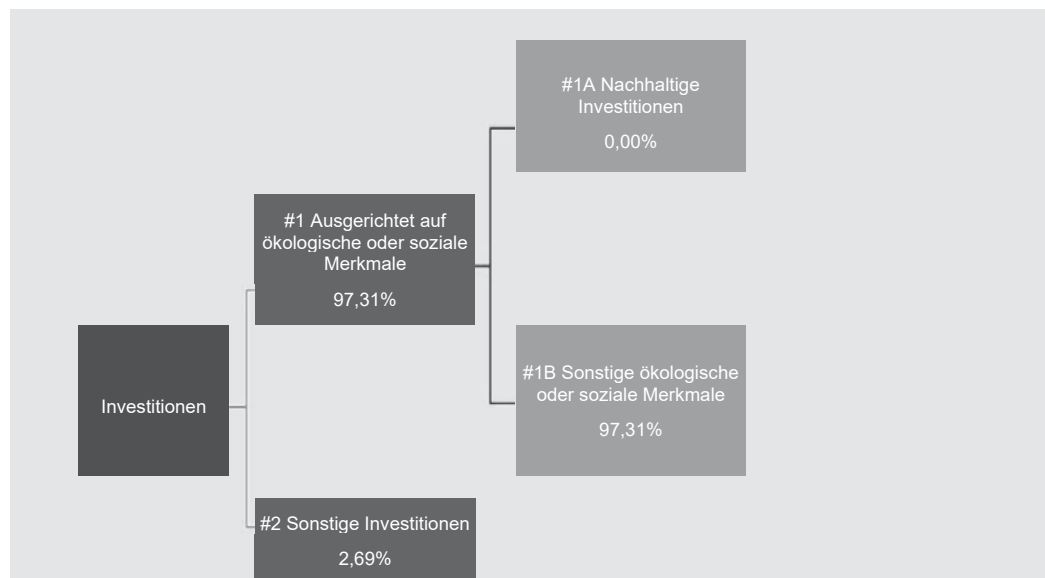 #1A Nachhaltige
Investitionen
0,00%
#1 Ausgerichtet auf
ökologische oder soziale
Merkmale
97,31%
#1B Sonstige ökologische
oder soziale Merkmale
97,31%
Investitionen
#2 Sonstige Investitionen
2,69%